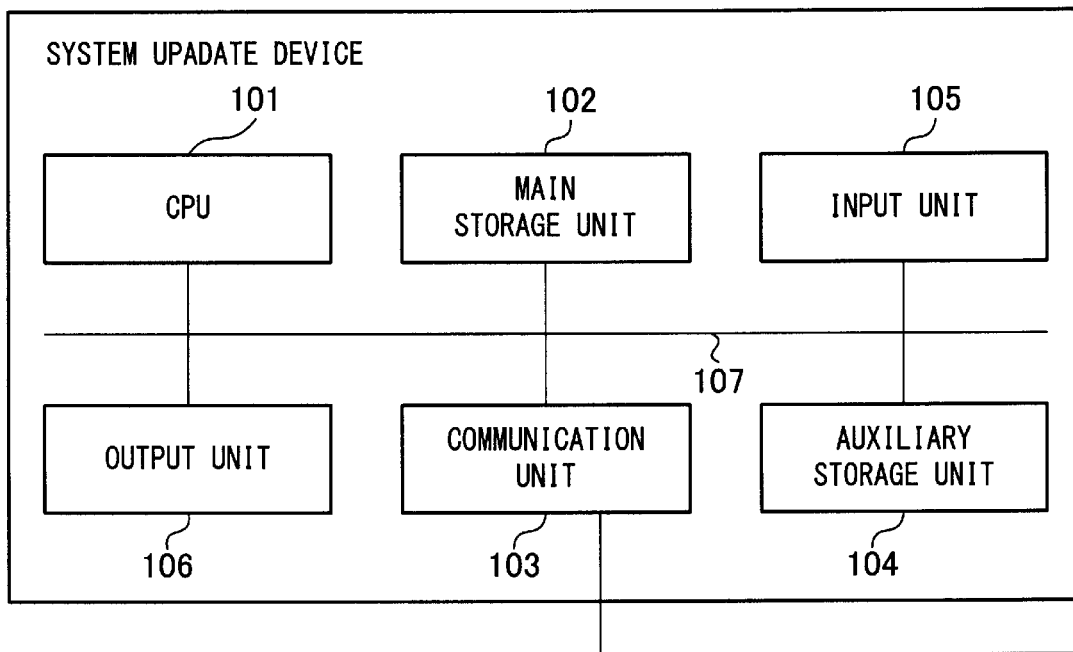 SYSTEM UPADATE DEVICE
101
102
105
CPU
MAIN
STORAGE UNIT
INPUT UNIT
107
OUTPUT UNIT
COMMUNICATION
UNIT
AUXILIARY
STORAGE UNIT
106
103
104